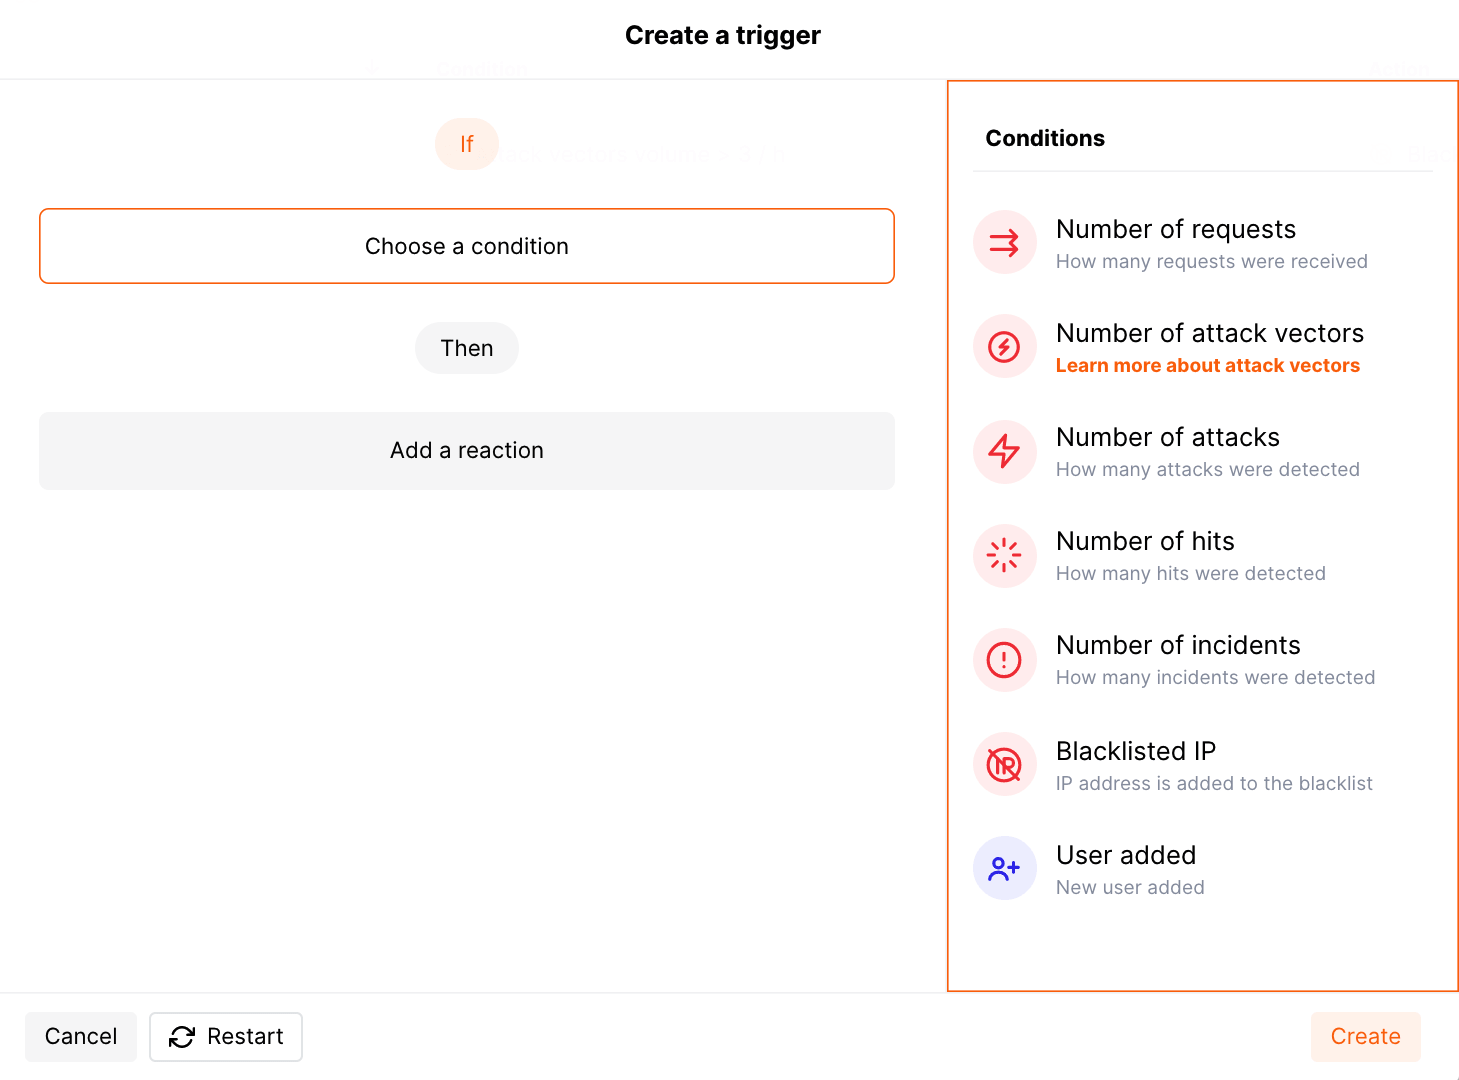 Create a trigger
If
Choose a condition
Then
Add a reaction
Conditions
Number of requests
How many requests were received
Number of attack vectors
Learn more about attack vectors
Number of attacks
How many attacks were detected
Number of hits
How many hits were detected
Number of incidents
How many incidents were detected
Blacklisted IP
IP address is added to the blacklist
User added
New user added
Cancel
Restart
Create